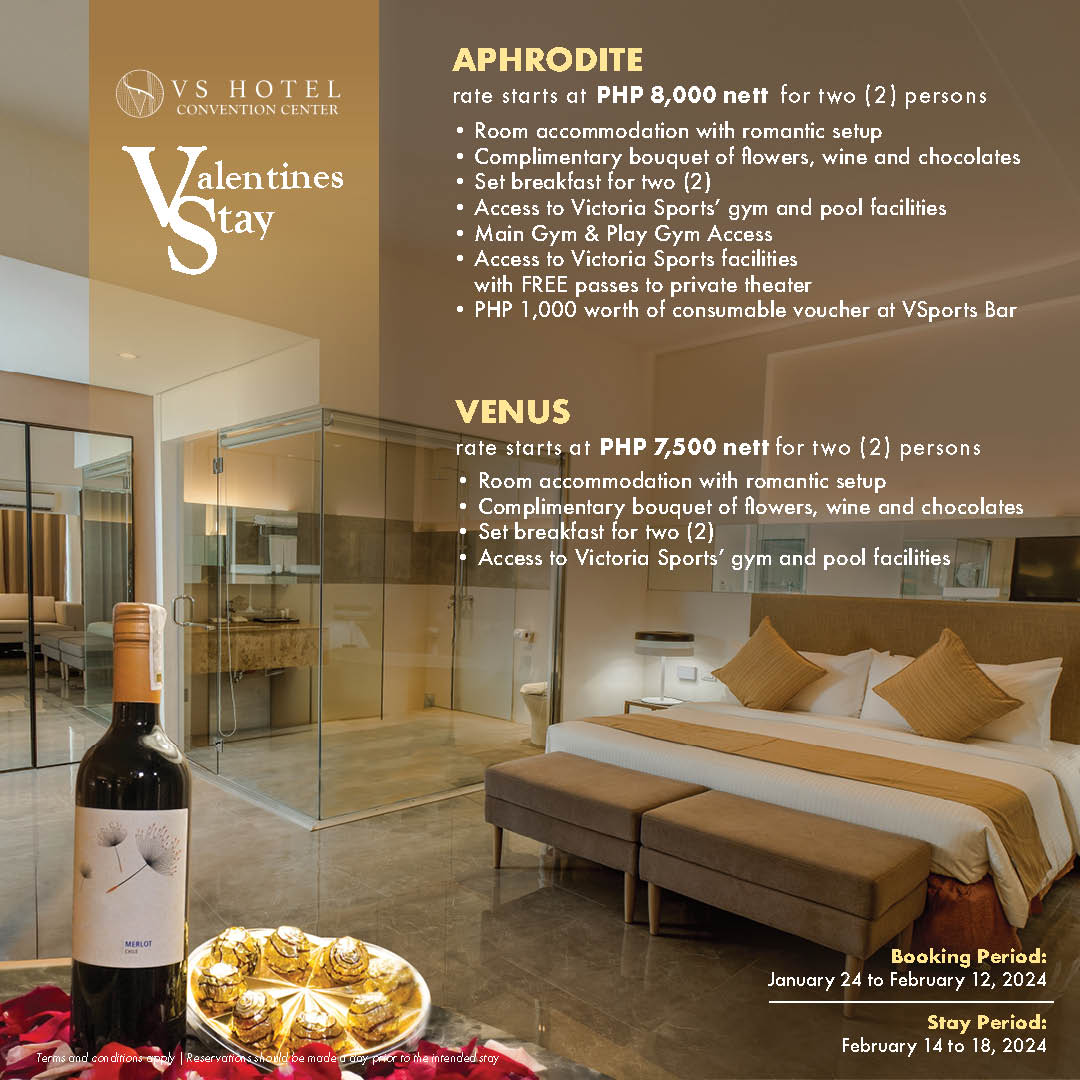 VS HOTEL
CONVENTION CENTER
Valentines
Stay
APHRODITE
rate starts at PHP 8,000 nett for two (2) persons
• Room accommodation with romantic setup
• Complimentary bouquet of flowers, wine and chocolates
• Set breakfast for two (2)
• Access to Victoria Sports’ gym and pool facilities
• Main Gym & Play Gym Access
• Access to Victoria Sports facilities
with FREE passes to private theater
• PHP 1,000 worth of consumable voucher at VSports Bar
VENUS
rate starts at PHP 7,500 nett for two (2) persons
• Room accommodation with romantic setup
• Complimentary bouquet of flowers, wine and chocolates
• Set breakfast for two (2)
• Access to Victoria Sports’ gym and pool facilities
MERLOT
CHILE
Booking Period:
January 24 to February 12, 2024
Stay Period:
February 14 to 18, 2024
Terms and conditions apply | Reservations should be made a day prior to the intended stay